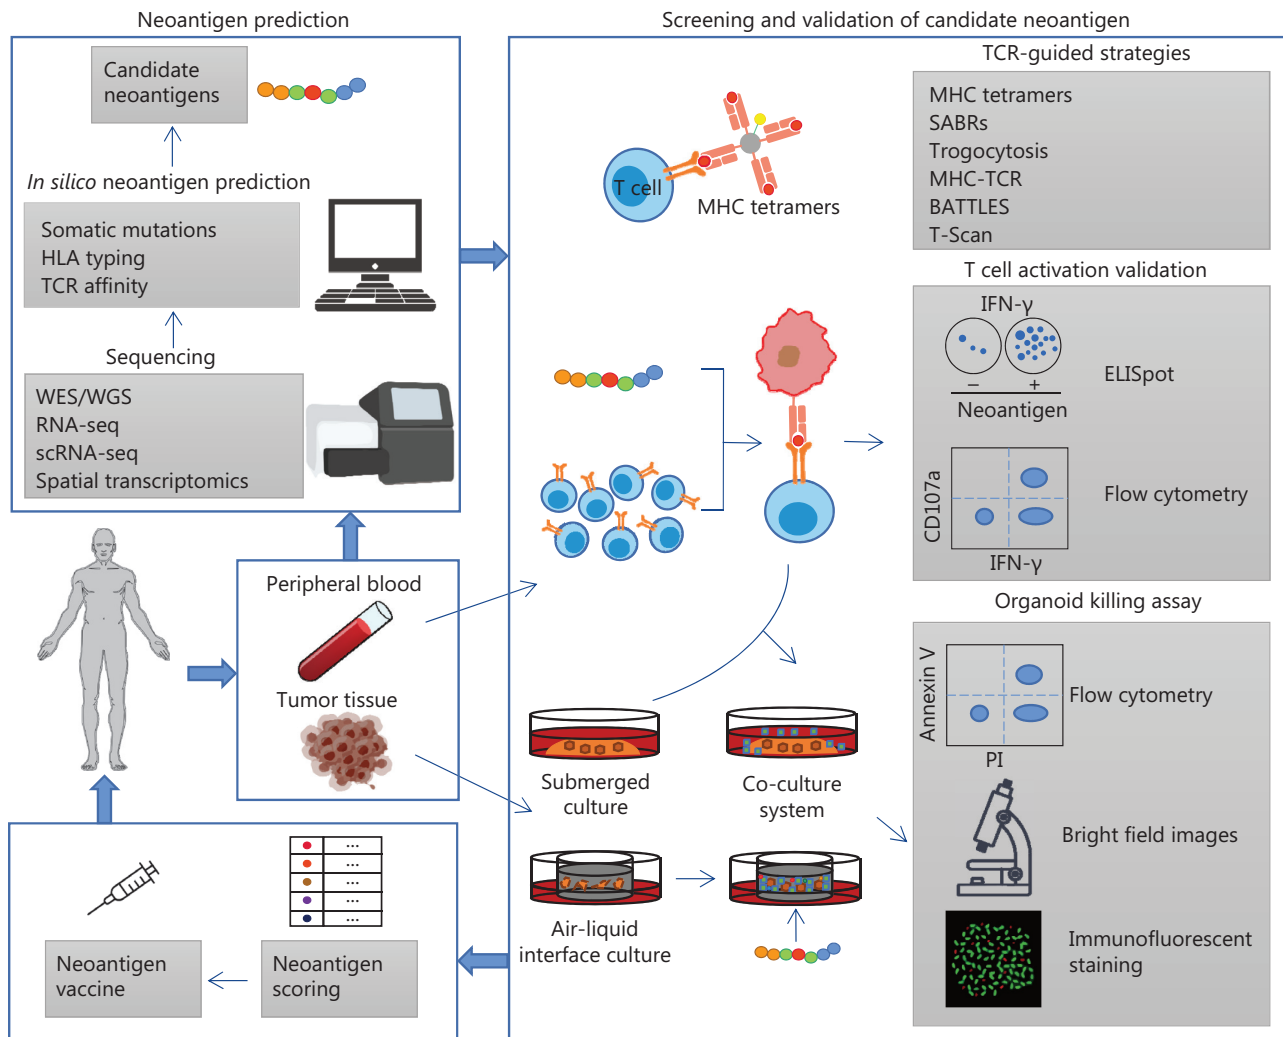 Neoantigen prediction
Candidate
neoantigens
In silico neoantigen prediction
Somatic mutations
HLA typing
TCR affinity
Sequencing
WES/WGS
RNA-seq
scRNA-seq
Spatial transcriptomics
Peripheral blood
Tumor tissue
...
...
...
...
...
Neoantigen
vaccine
Neoantigen
scoring
Screening and validation of candidate neoantigen
T cell
MHC tetramers
Submerged
culture
Co-culture
system
Air-liquid
interface culture
TCR-guided strategies
MHC tetramers
SABRs
Trogocytosis
MHC-TCR
BATTLES
T-Scan
T cell activation validation
IFN-γ
− +
Neoantigen
ELISpot
CD107a
IFN-γ
Flow cytometry
Organoid killing assay
Annexin V
PI
Flow cytometry
Bright field images
Immunofluorescent
staining